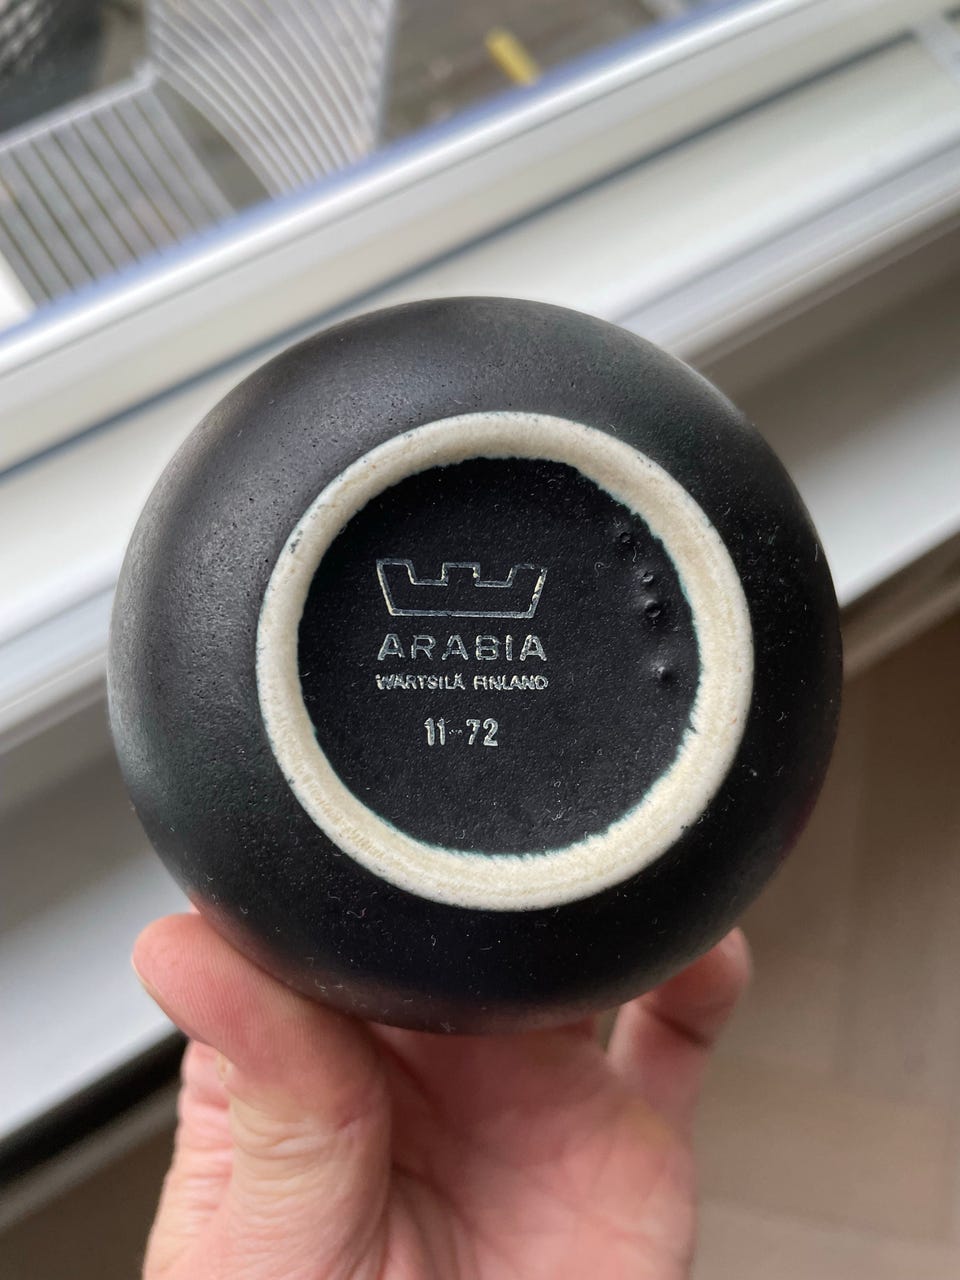 ARABIA
WÄRTSILÄ FINLAND
11-72